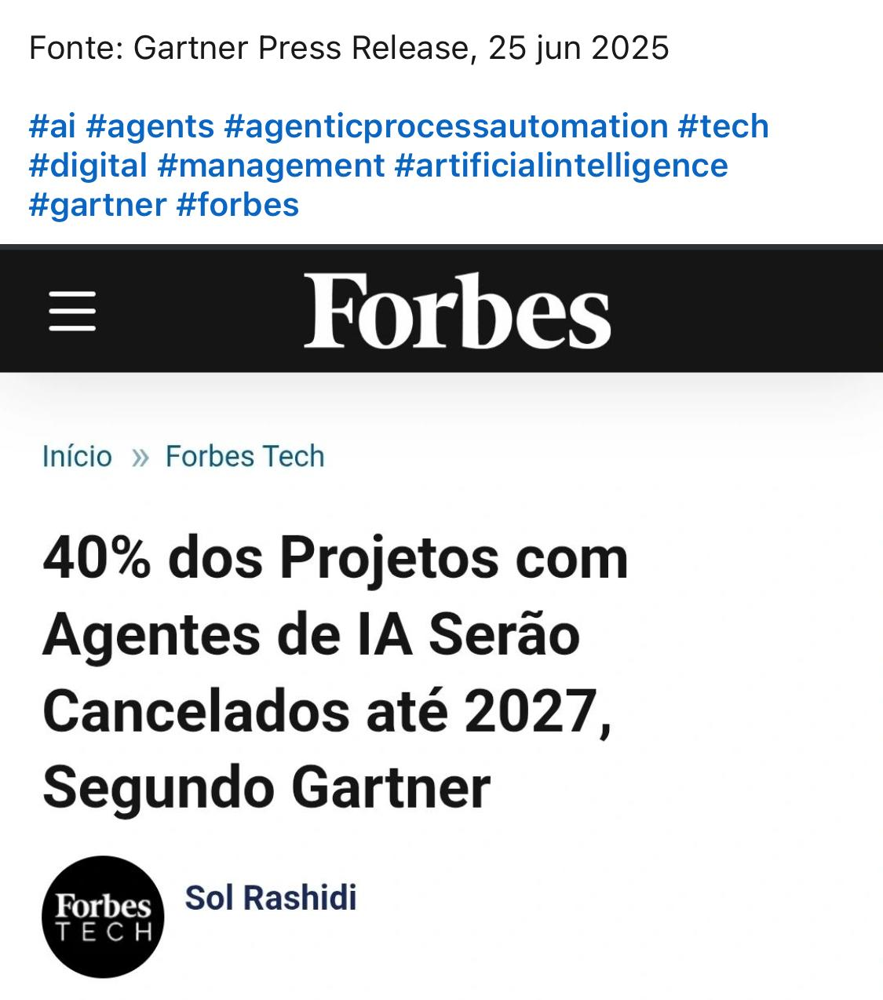 Fonte: Gartner Press Release, 25 jun 2025
#ai #agents #agenticprocessautomation #tech
#digital #management #artificialintelligence
#gartner #forbes
Forbes
Início » Forbes Tech
40% dos Projetos com
Agentes de IA Serão
Cancelados até 2027,
Segundo Gartner
Forbes
TECH
Sol Rashidi